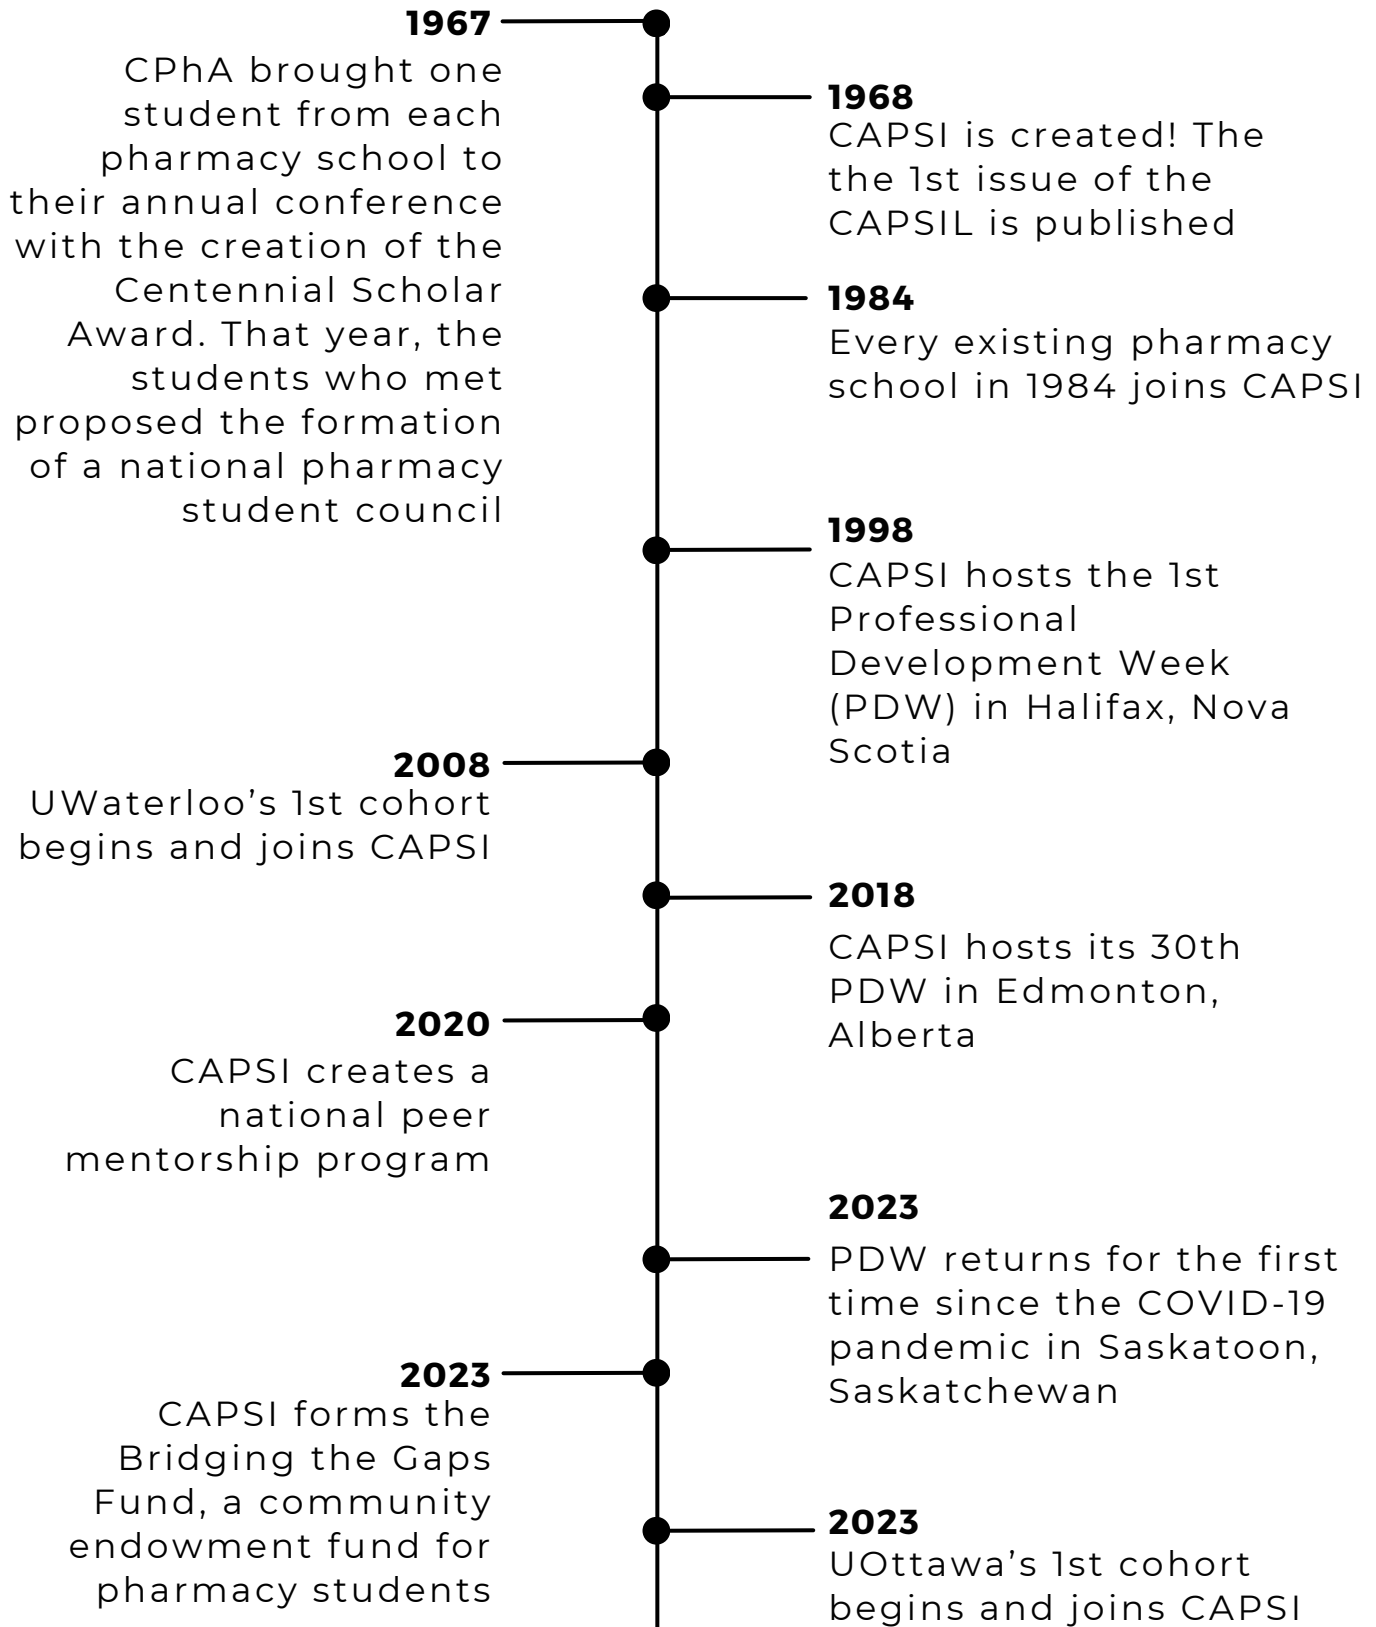 1967
CPhA brought one
student from each
pharmacy school to
their annual conference
with the creation of the
Centennial Scholar
Award. That year, the
students who met
proposed the formation
of a national pharmacy
student council
1968
CAPSI is created! The
the 1st issue of the
CAPSIL is published
1984
Every existing pharmacy
school in 1984 joins CAPSI
1998
CAPSI hosts the 1st
Professional
Development Week
(PDW) in Halifax, Nova
Scotia
2008
UWaterloo’s 1st cohort
begins and joins CAPSI
2018
CAPSI hosts its 30th
PDW in Edmonton,
Alberta
2020
CAPSI creates a
national peer
mentorship program
2023
PDW returns for the first
time since the COVID-19
pandemic in Saskatoon,
Saskatchewan
2023
CAPSI forms the
Bridging the Gaps
Fund, a community
endowment fund for
pharmacy students
2023
UOttawa’s 1st cohort
begins and joins CAPSI